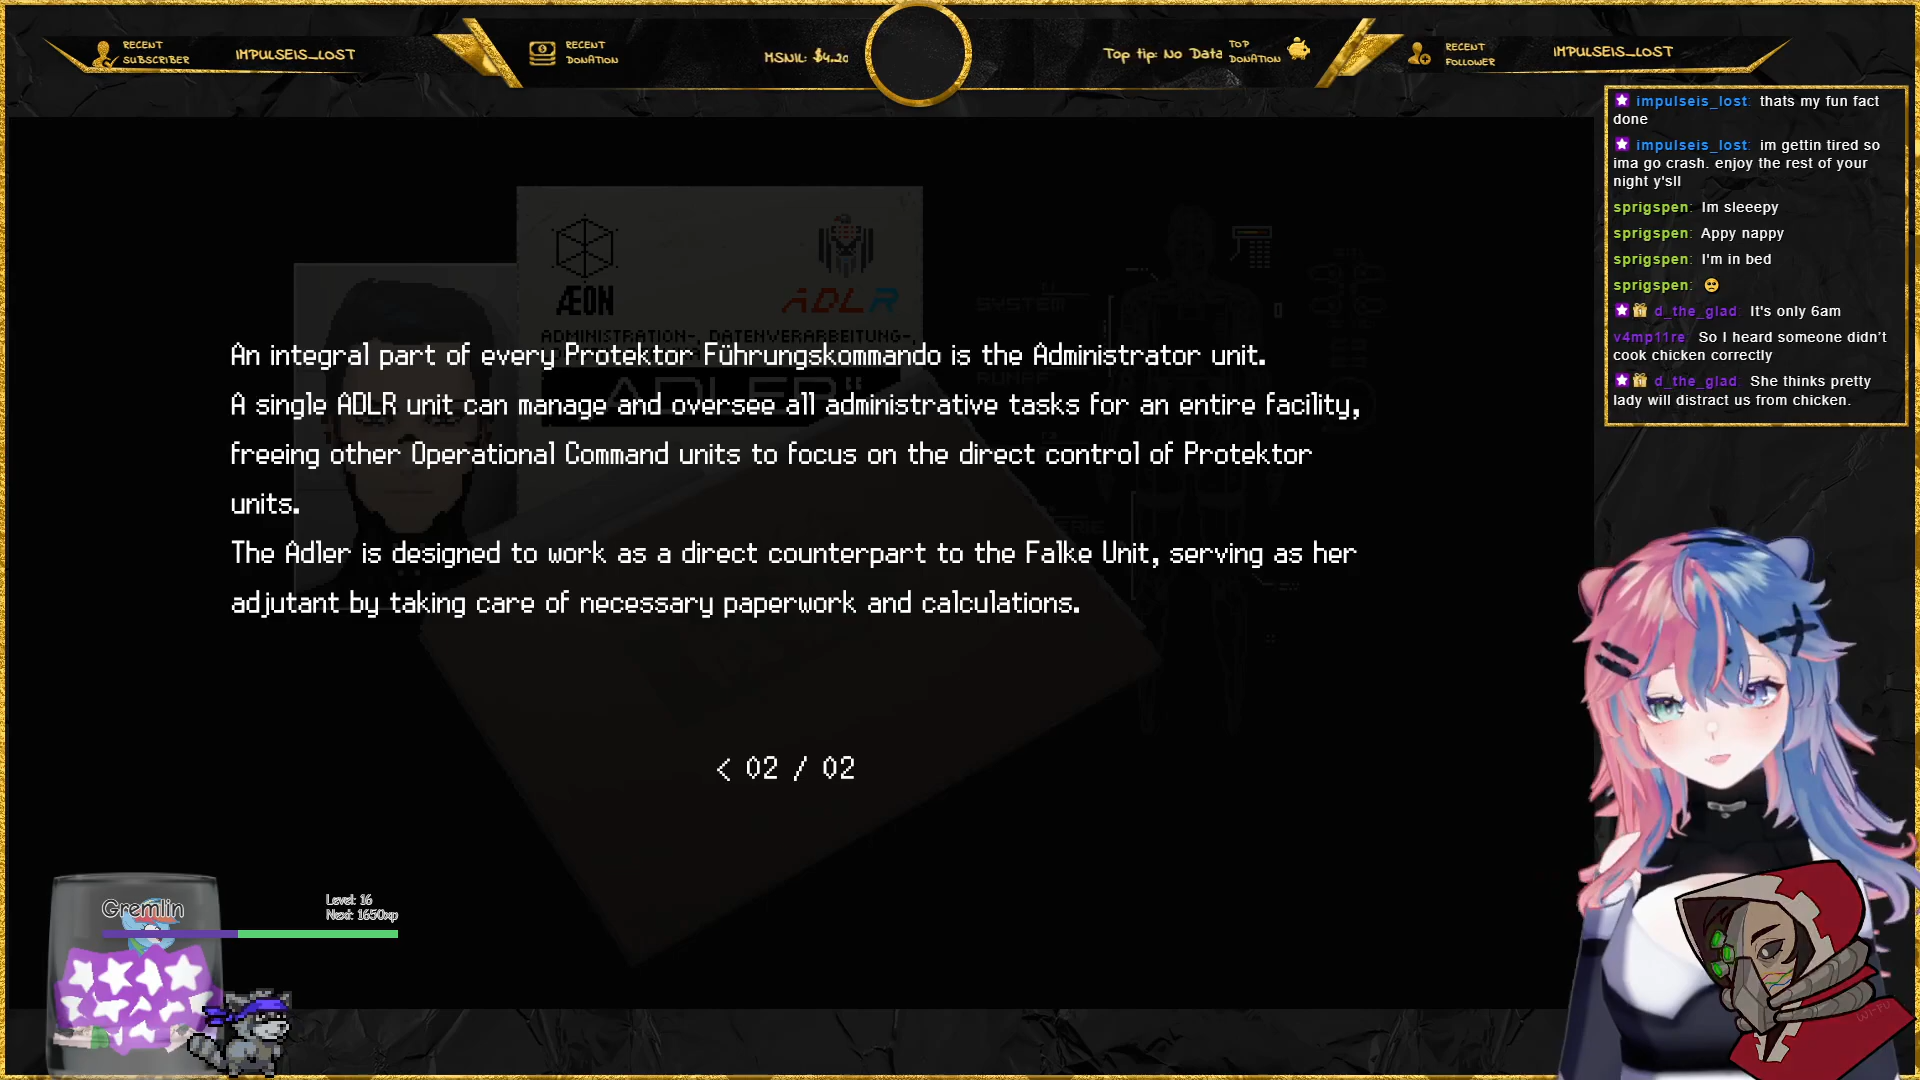 RECENT
SUBSCRIBER
IMPULSEIS_LOST
RECENT
DONATION
MSNIL: $4.20
Top tip: No Data
TOP
DONATION
RECENT
FOLLOWER
IMPULSEIS_LOST
impulseis_lost: thats my fun fact
done
impulseis_lost: im gettin tired so
ima go crash. enjoy the rest of your
night y'sll
sprigspen: Im sleeepy
sprigspen: Appy nappy
sprigspen: I'm in bed
sprigspen: 🥺
d_the_glad: It's only 6am
v4mp11re: So I heard someone didn't
cook chicken correctly
d_the_glad: She thinks pretty
lady will distract us from chicken.
ÆON
ADLR
ADMINISTRATION-, DATENVERARBEITUNG-,
SYSTEM
ADLER
An integral part of every Protektor Führungskommando is the Administrator unit.
A single ADLR unit can manage and oversee all administrative tasks for an entire facility,
freeing other Operational Command units to focus on the direct control of Protektor
units.
The Adler is designed to work as a direct counterpart to the Falke Unit, serving as her
adjutant by taking care of necessary paperwork and calculations.
< 02 / 02
Gremlin
Level: 16
Next: 1650xp